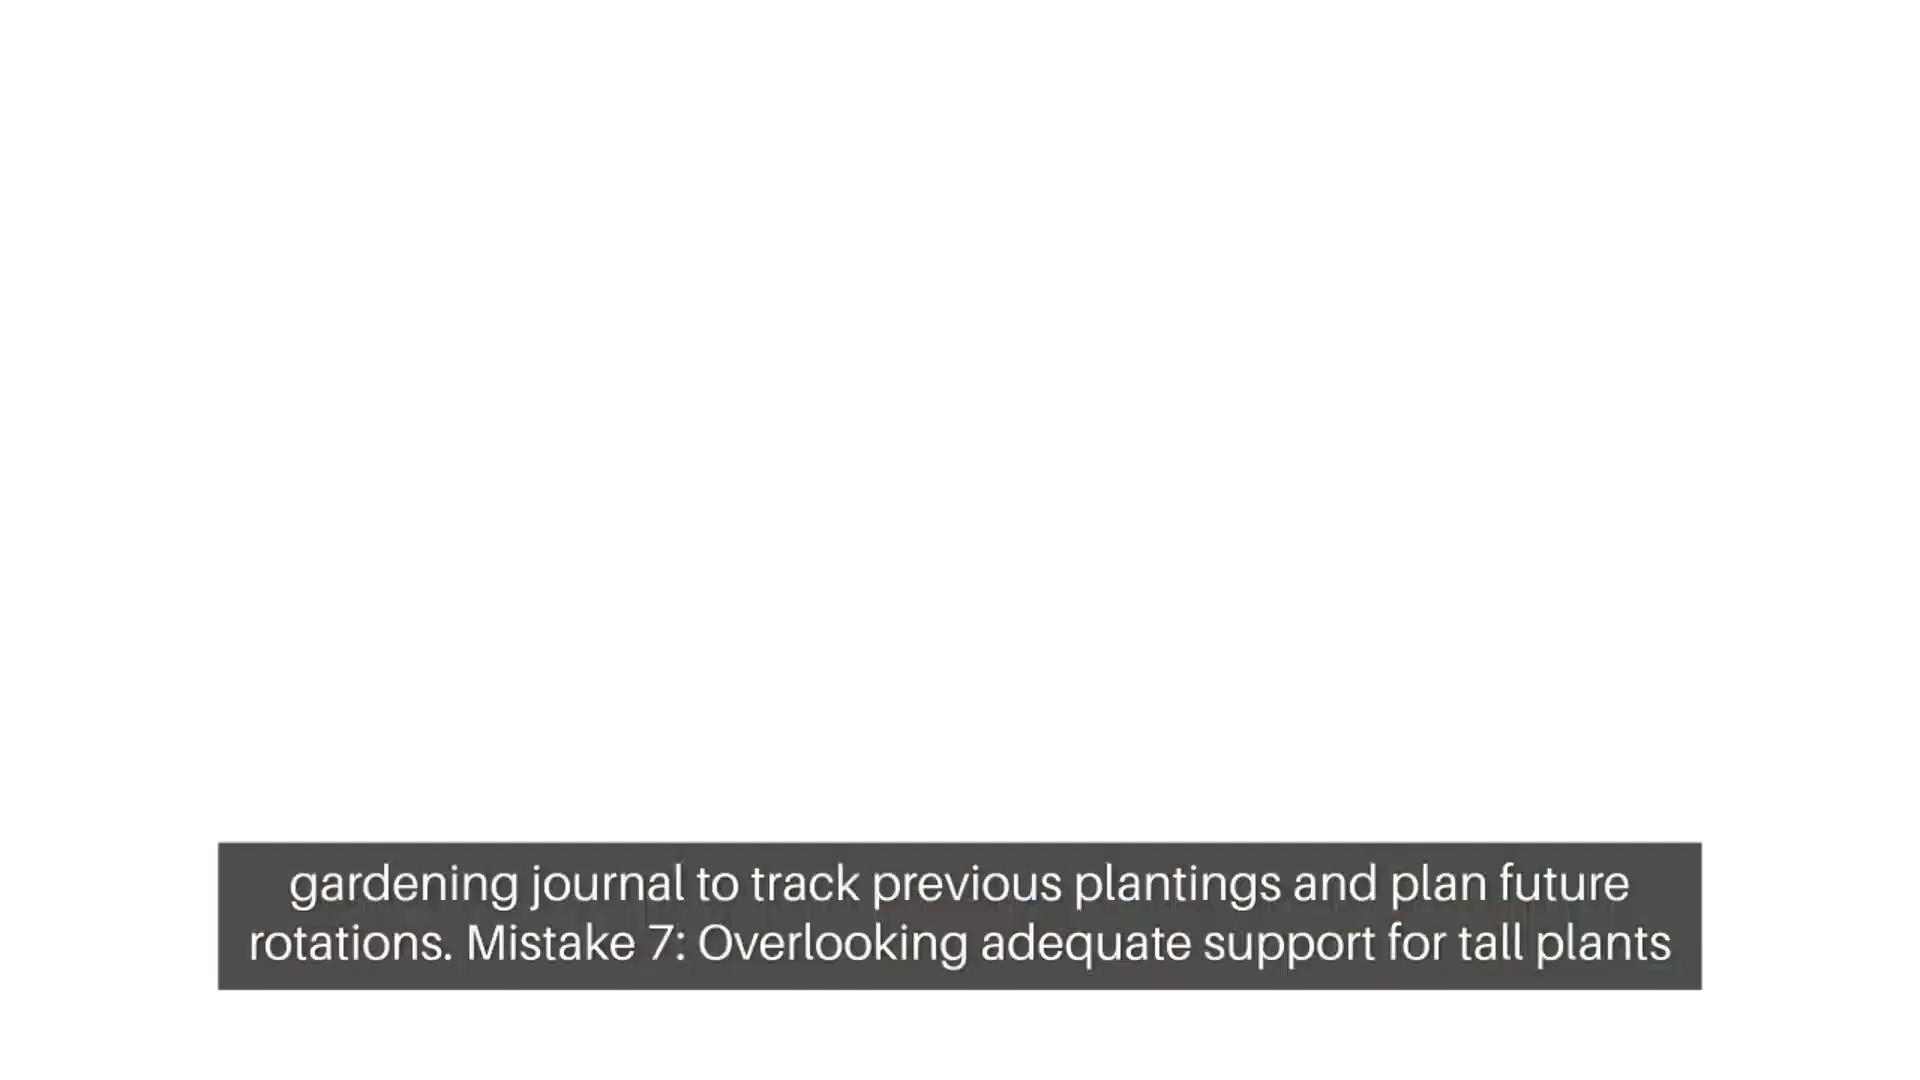 gardening journal to track previous plantings and plan future
rotations. Mistake 7: Overlooking adequate support for tall plants